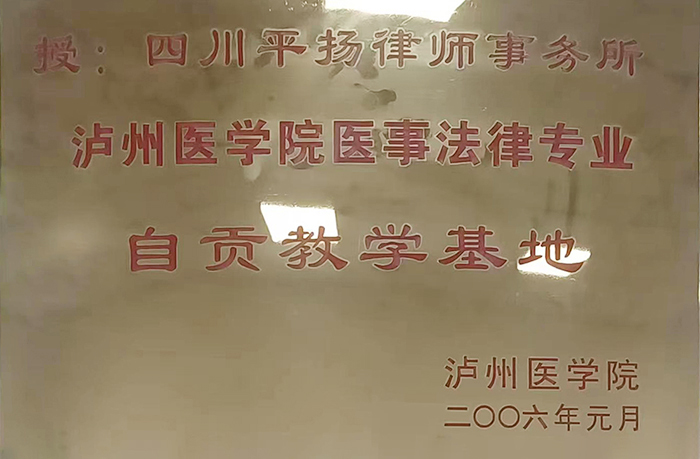 授：四川平扬律师事务所
泸州医学院医事法律专业
自贡教学基地
泸州医学院
二〇〇六年元月